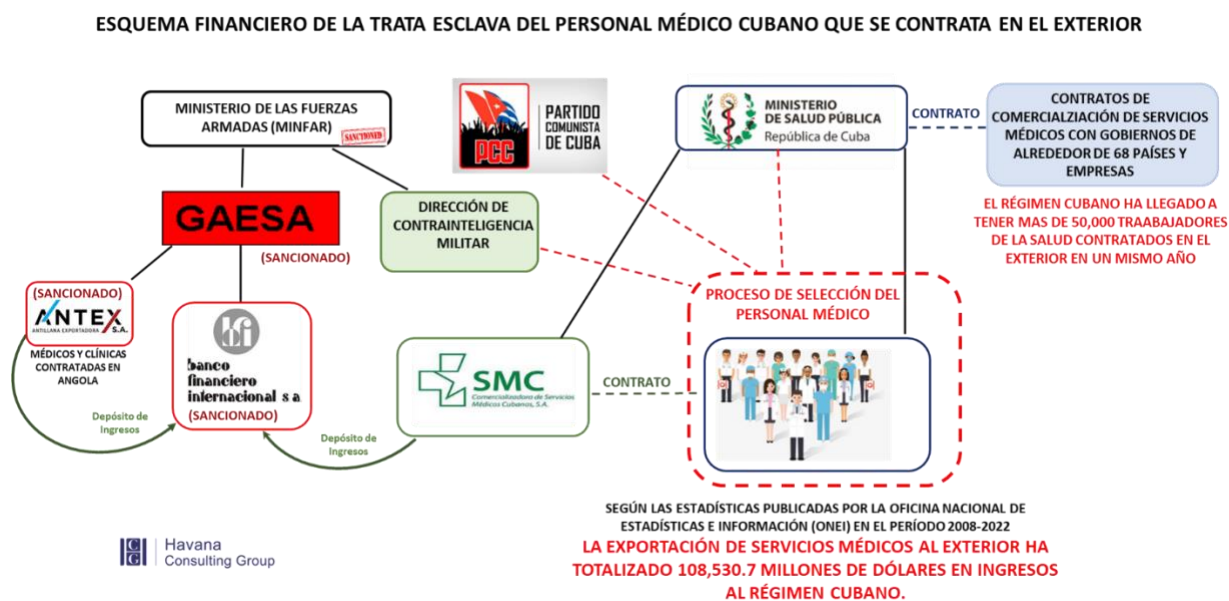 ESQUEMA FINANCIERO DE LA TRATA ESCLAVA DEL PERSONAL MÉDICO CUBANO QUE SE CONTRATA EN EL EXTERIOR
MINISTERIO DE LAS FUERZAS
ARMADAS (MINFAR)
SANCTIONED
PCC
PARTIDO
COMUNISTA
DE CUBA
MINISTERIO
DE SALUD PÚBLICA
República de Cuba
CONTRATO
CONTRATOS DE
COMERCIALZIACIÓN DE SERVICIOS
MÉDICOS CON GOBIERNOS DE
ALREDEDOR DE 68 PAÍSES Y
EMPRESAS
EL RÉGIMEN CUBANO HA LLEGADO A
TENER MAS DE 50,000 TRAABAJADORES
DE LA SALUD CONTRATADOS EN EL
EXTERIOR EN UN MISMO AÑO
GAESA
(SANCIONADO)
DIRECCIÓN DE
CONTRAINTELIGENCIA
MILITAR
(SANCIONADO)
ANTEX
ANTILLANA EXPORTADORA S.A.
MÉDICOS Y CLÍNICAS
CONTRATADAS EN
ANGOLA
bfi
banco
financiero
internacional s a
(SANCIONADO)
Depósito de
Ingresos
Depósito de
Ingresos
SMC
Comercializadora de Servicios
Médicos Cubanos, S.A.
CONTRATO
PROCESO DE SELECCIÓN DEL
PERSONAL MÉDICO
SEGÚN LAS ESTADÍSTICAS PUBLICADAS POR LA OFICINA NACIONAL DE
ESTADÍSTICAS E INFORMACIÓN (ONEI) EN EL PERÍODO 2008-2022
LA EXPORTACIÓN DE SERVICIOS MÉDICOS AL EXTERIOR HA
TOTALIZADO 108,530.7 MILLONES DE DÓLARES EN INGRESOS
AL RÉGIMEN CUBANO.
CG
Havana
Consulting Group